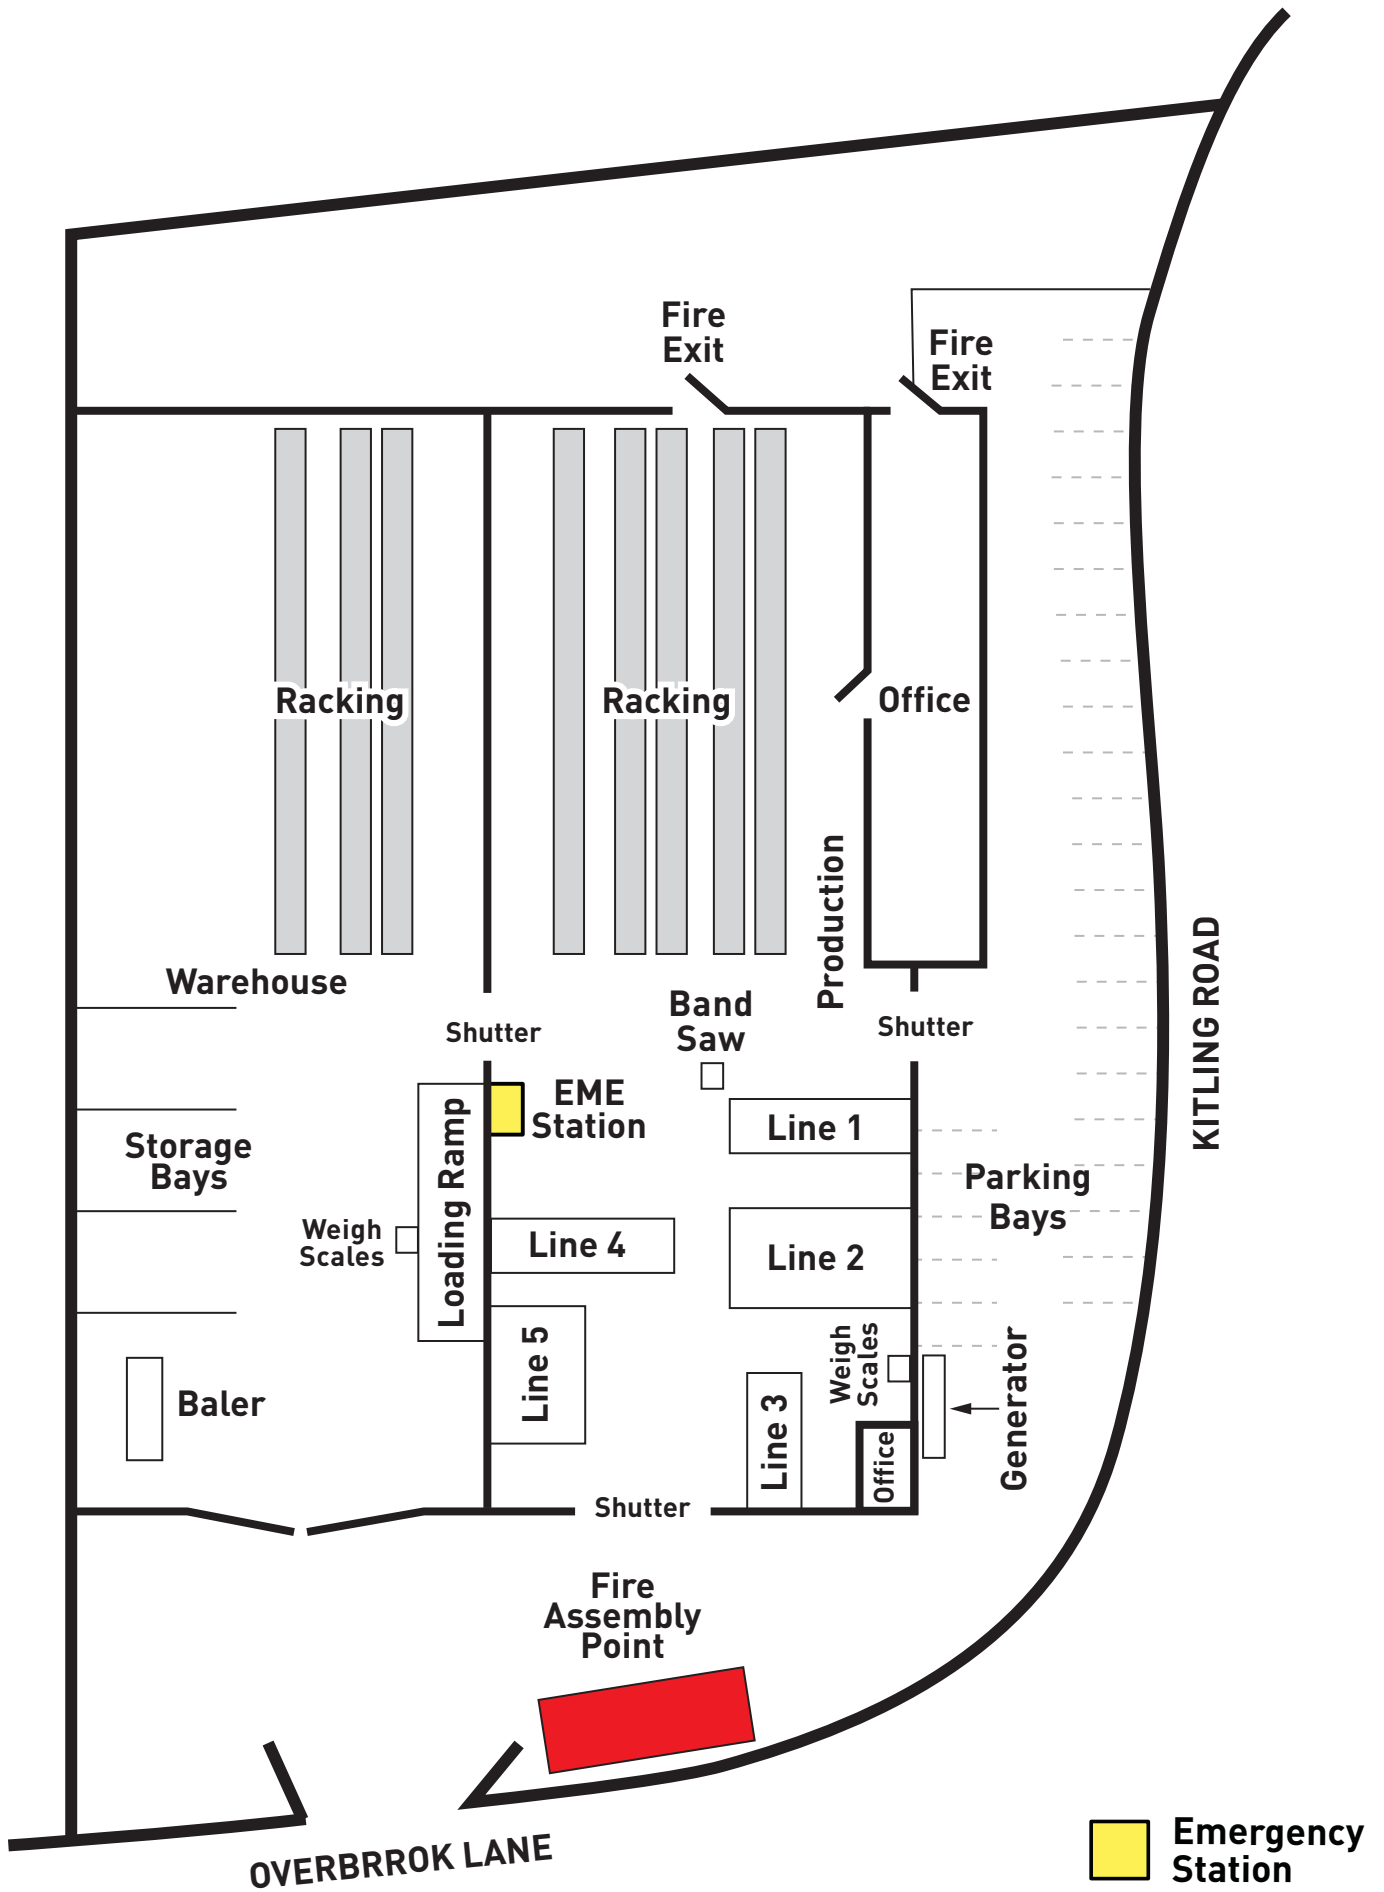 Fire
Exit
Fire
Exit
Racking
Racking
Office
Production
Warehouse
Band
Saw
Shutter
Shutter
KITLING ROAD
EME
Station
Loading Ramp
Line 1
Storage
Bays
Parking
Bays
Weigh
Scales
Line 4
Line 2
Line 5
Weigh
Scales
Generator
Baler
Line 3
Office
Shutter
Fire
Assembly
Point
OVERBRROK LANE
Emergency
Station